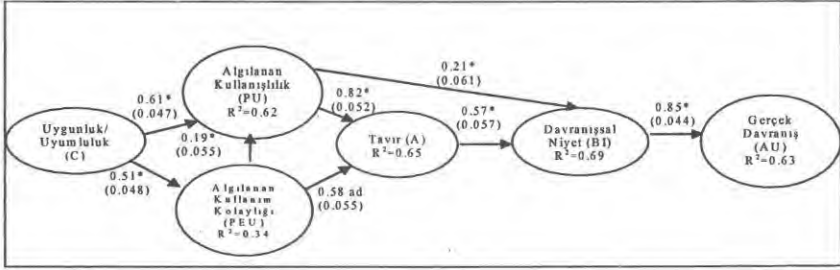 0.61*
(0.047)
Uygunluk/
Uyumluluk
(C)
0.51*
(0.048)
Algılanan
Kullanışlılık
(PU)
R²=0.62
0.19*
(0.055)
Algılanan
Kullanım
Kolaylığı
(PEU)
R²=0.34
0.82*
(0.052)
0.58 ad
(0.055)
0.21*
(0.061)
Tavır (A)
R²=0.65
0.57*
(0.057)
Davranışsal
Niyet (BI)
R²=0.69
0.85*
(0.044)
Gerçek
Davranış
(AU)
R²=0.63